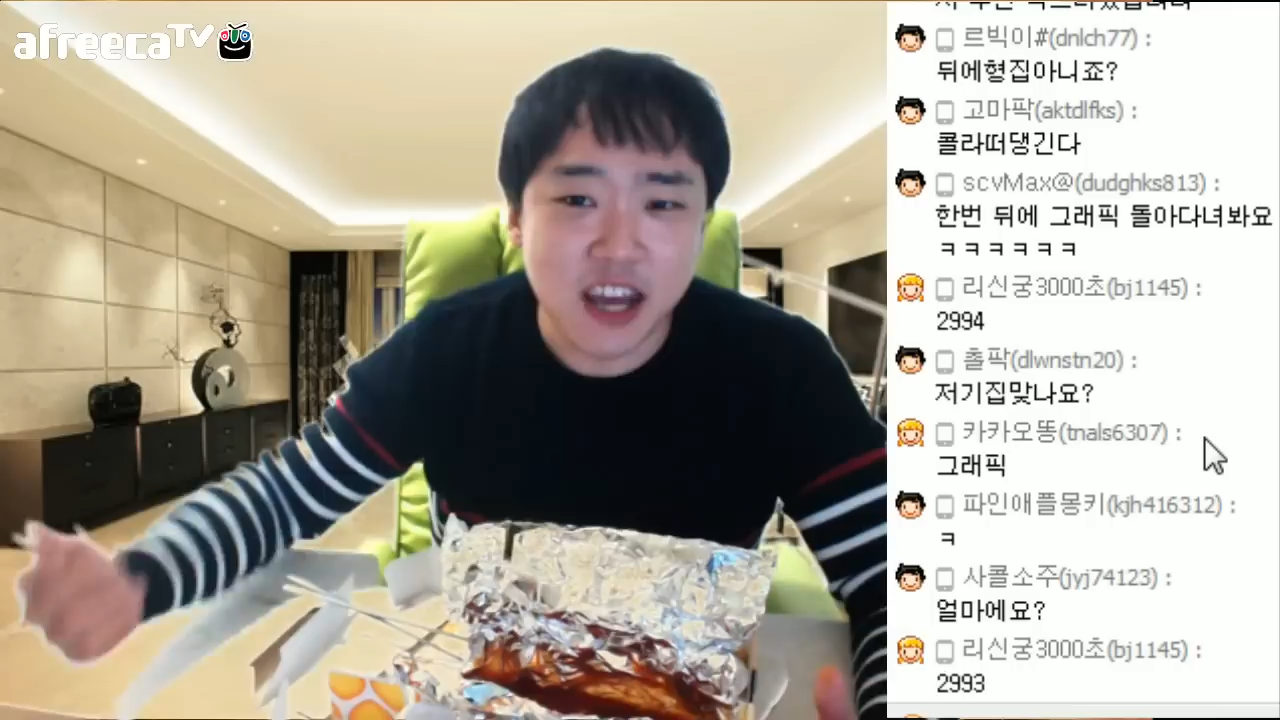 afreecaTV
르빅이#(dnlch77) :
뒤에형집아니죠?
고마팍(aktdlfks) :
콜라떠댕긴다
scvMax@(dudghks813) :
한번 뒤에 그래픽 돌아다녀봐요
ㅋㅋㅋㅋㅋㅋ
리신궁3000초(bj1145) :
2994
촐팍(dlwnstn20) :
저기집맞나요?
카카오똥(tnals6307) :
그래픽
파인애플몽키(kjh416312) :
ㅋ
사콜소주(jyj74123) :
얼마에요?
리신궁3000초(bj1145) :
2993